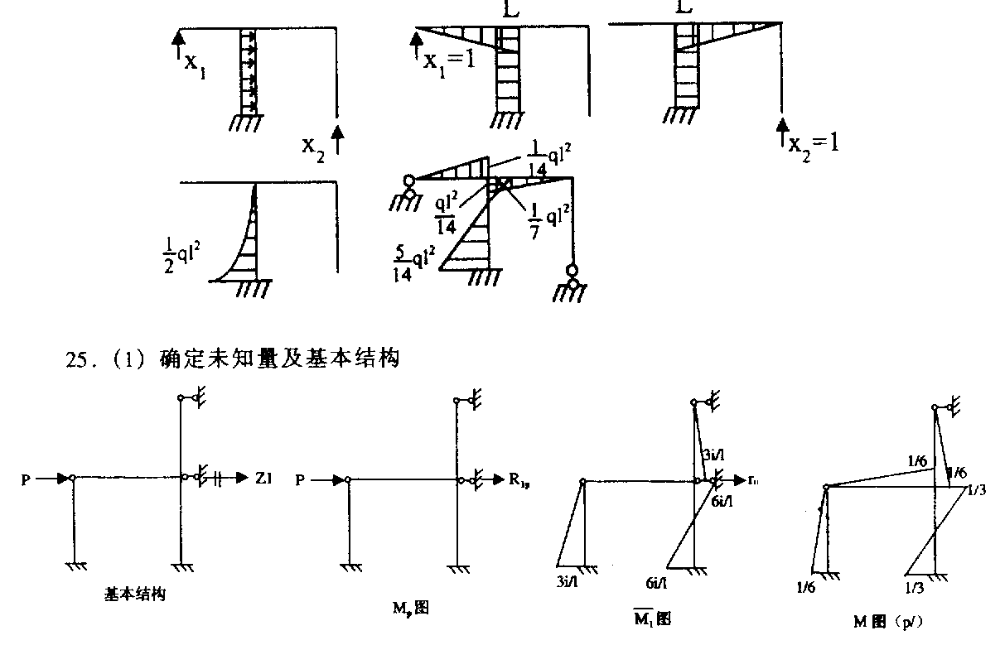 L L
X₁ X₁=1
X₂ X₂=1
1/14 ql²
ql²/14 1/7 ql²
1/2 ql²
5/14 ql²
25.(1)确定未知量及基本结构
P Z1 P R₁ₚ 3i/l r₁₁ 1/6 1/6
6i/l 1/3
3i/l 6i/l 1/6 1/3
基本结构 Mₚ图 M̅₁图 M图(pl)